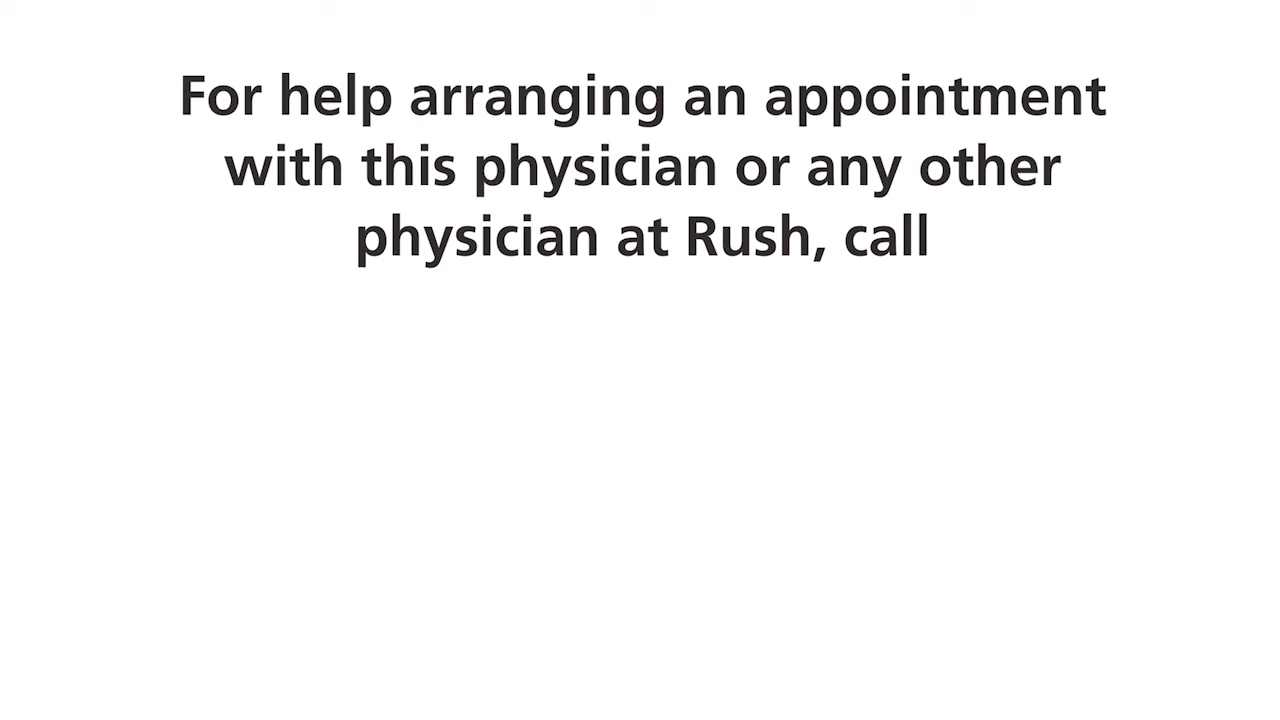 For help arranging an appointment
with this physician or any other
physician at Rush, call